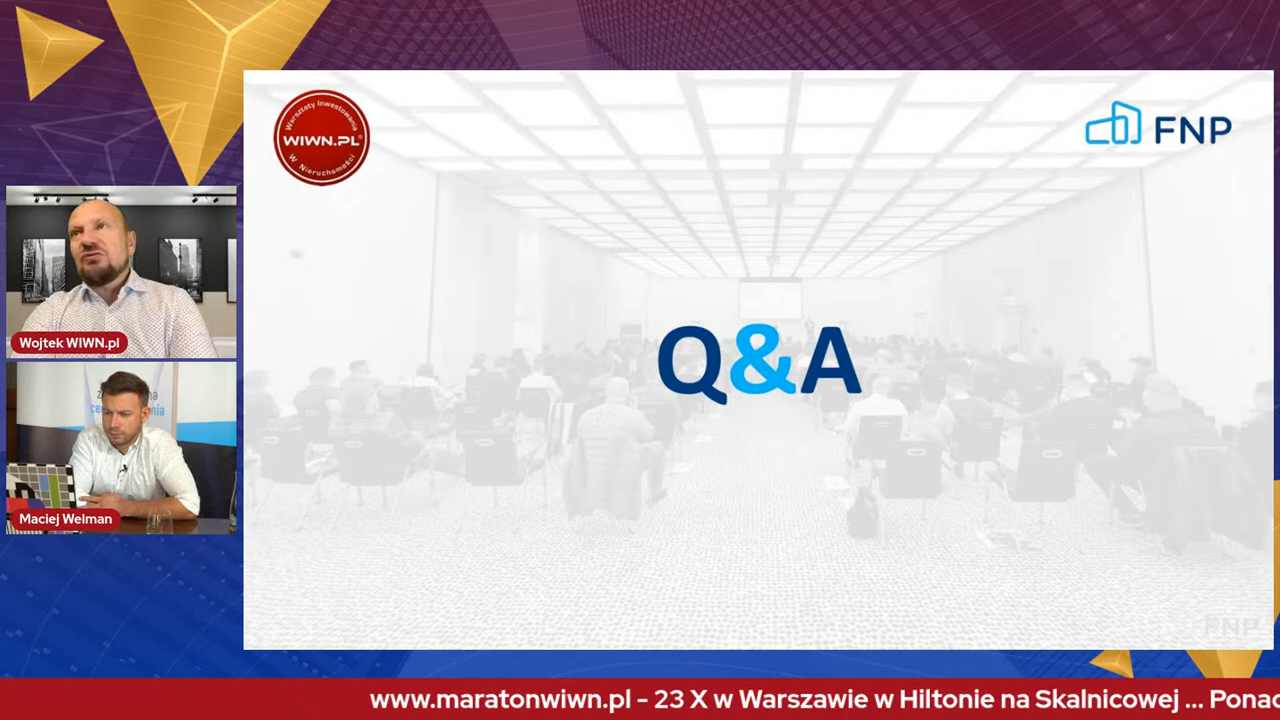 Warsztaty Inwestowania
WIWN.PL®
W Nieruchomości
FNP
Wojtek WIWN.pl
Q&A
Maciej Welman
FNP
www.maratonwiwn.pl - 23 X w Warszawie w Hiltonie na Skalnicowej ... Ponad